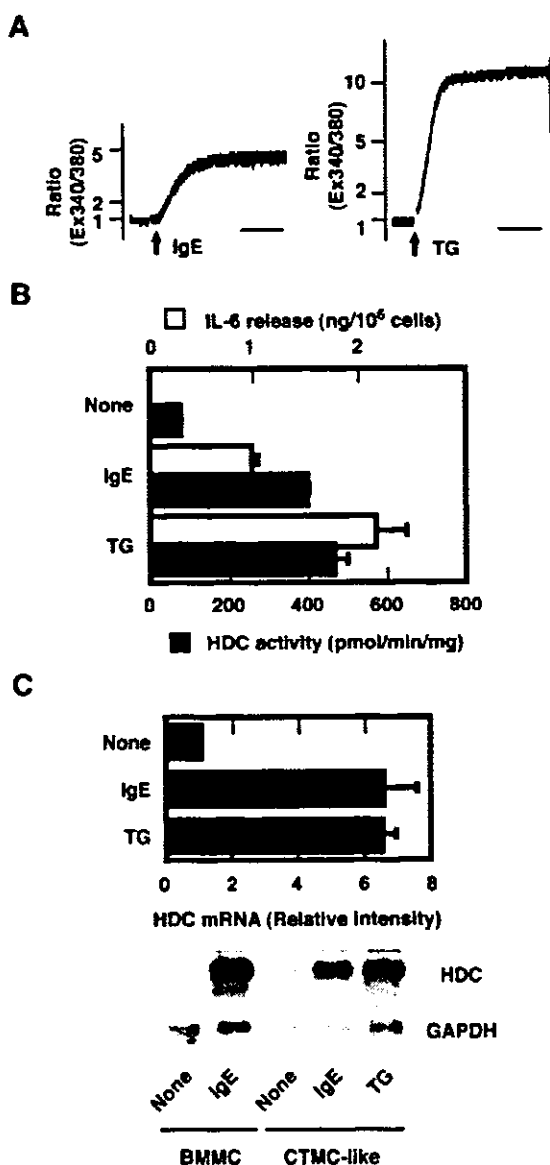 A
Ratio
(Ex340/380)
5
2
1
IgE
Ratio
(Ex340/380)
10
5
2
1
TG
B
IL-6 release (ng/10⁶ cells)
0 1 2
None
IgE
TG
0 200 400 600 800
HDC activity (pmol/min/mg)
C
None
IgE
TG
0 2 4 6 8
HDC mRNA (Relative Intensity)
HDC
GAPDH
None IgE None IgE TG
BMMC CTMC-like